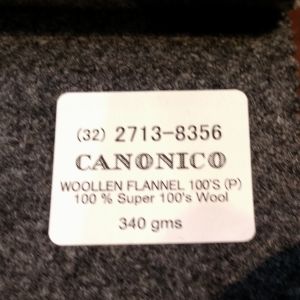 (32) 2713-8356
CANONICO
WOOLLEN FLANNEL 100'S (P)
100 % Super 100's Wool
340 gms